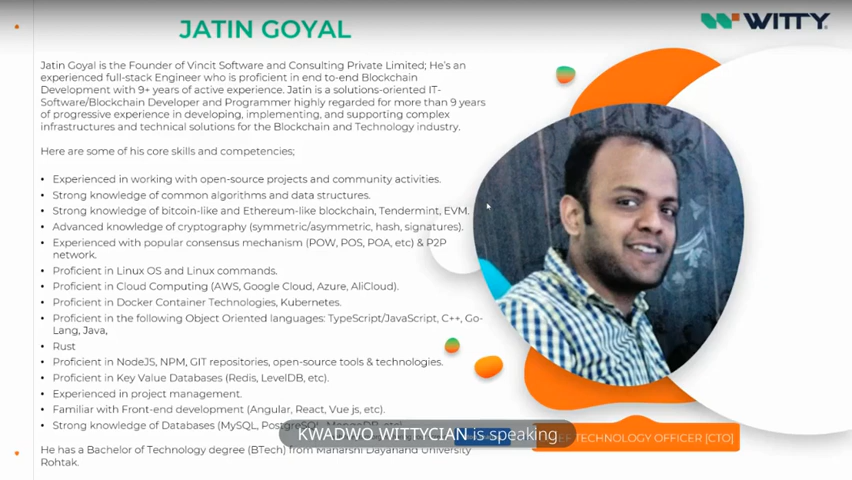 JATIN GOYAL
WITTY
Jatin Goyal is the Founder of Vincit Software and Consulting Private Limited; He's an
experienced full-stack Engineer who is proficient in end to-end Blockchain
Development with 9+ years of active experience. Jatin is a solutions-oriented IT-
Software/Blockchain Developer and Programmer highly regarded for more than 9 years
of progressive experience in developing, implementing, and supporting complex
infrastructures and technical solutions for the Blockchain and Technology industry.
Here are some of his core skills and competencies;
• Experienced in working with open-source projects and community activities.
• Strong knowledge of common algorithms and data structures.
• Strong knowledge of bitcoin-like and Ethereum-like blockchain, Tendermint, EVM.
• Advanced knowledge of cryptography (symmetric/asymmetric, hash, signatures).
• Experienced with popular consensus mechanism (POW, POS, POA, etc) & P2P
network.
• Proficient in Linux OS and Linux commands.
• Proficient in Cloud Computing (AWS, Google Cloud, Azure, AliCloud).
• Proficient in Docker Container Technologies, Kubernetes.
• Proficient in the following Object Oriented languages: TypeScript/JavaScript, C++, Go-
Lang, Java,
• Rust
• Proficient in NodeJS, NPM, GIT repositories, open-source tools & technologies.
• Proficient in Key Value Databases (Redis, LevelDB, etc).
• Experienced in project management.
• Familiar with Front-end development (Angular, React, Vue js, etc).
• Strong knowledge of Databases (MySQL, PostgreSQL, MongoDB, etc)
KWADWO WITTYCIAN is speaking
TECHNOLOGY OFFICER [CTO]
He has a Bachelor of Technology degree (BTech) from Maharshi Dayanand University
Rohtak.